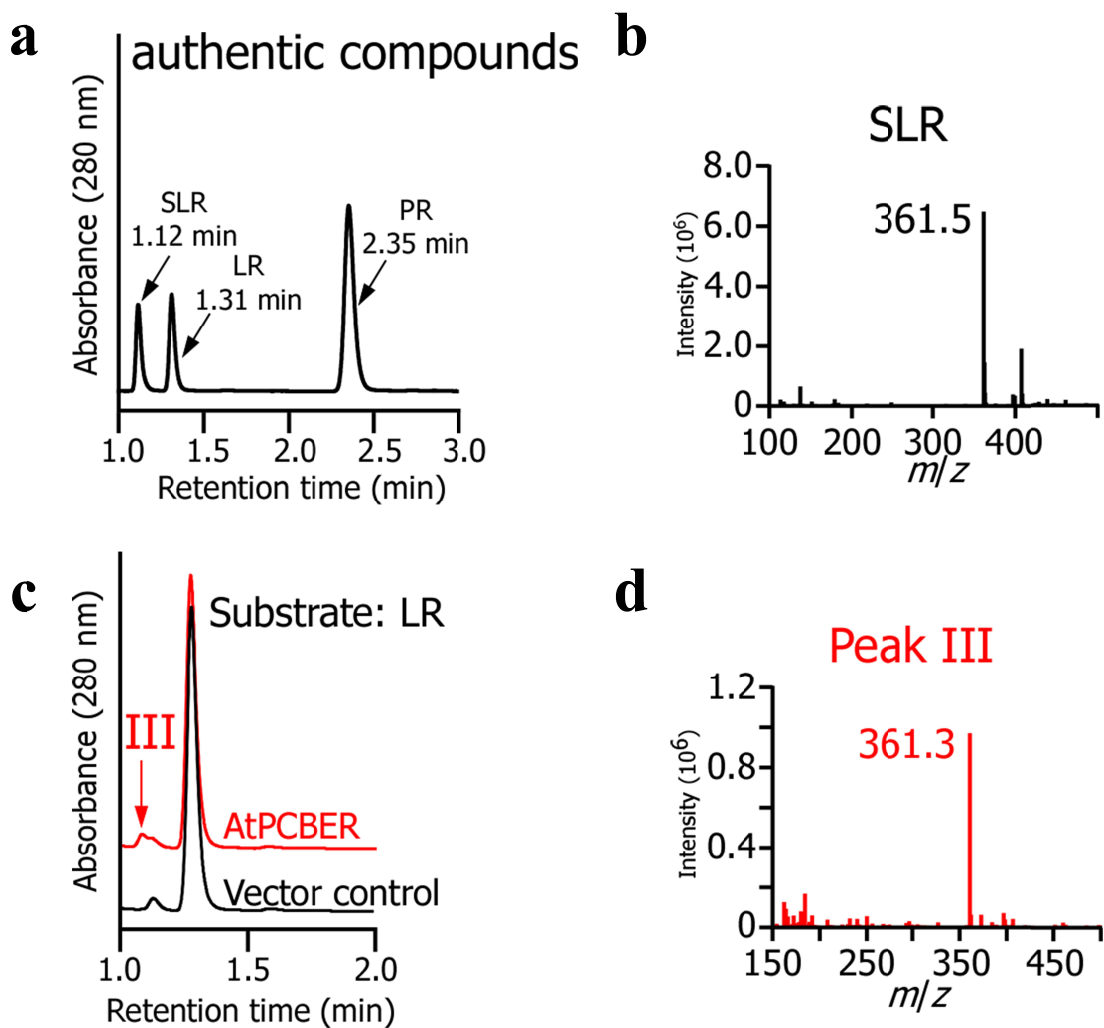 a
authentic compounds
Absorbance (280 nm)
SLR
1.12 min
LR
1.31 min
PR
2.35 min
1.0 1.5 2.0 2.5 3.0
Retention time (min)
b
SLR
Intensity (10⁶)
8.0
6.0
4.0
2.0
0
361.5
100 200 300 400
m/z
c
Substrate: LR
Absorbance (280 nm)
III
AtPCBER
Vector control
1.0 1.5 2.0
Retention time (min)
d
Peak III
Intensity (10⁶)
1.2
0.8
0.4
0
361.3
150 250 350 450
m/z